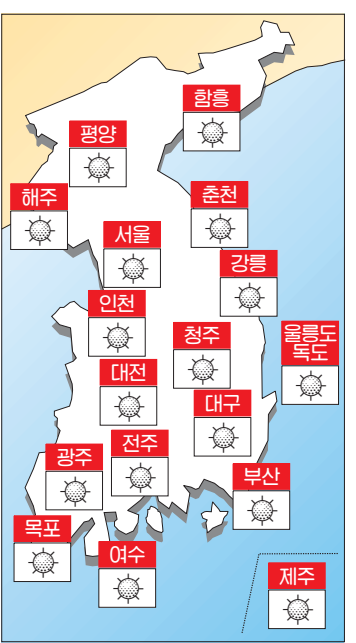 함흥
평양
해주
춘천
서울
강릉
인천
울릉도
독도
청주
대전
대구
전주
광주
부산
목포
여수
제주